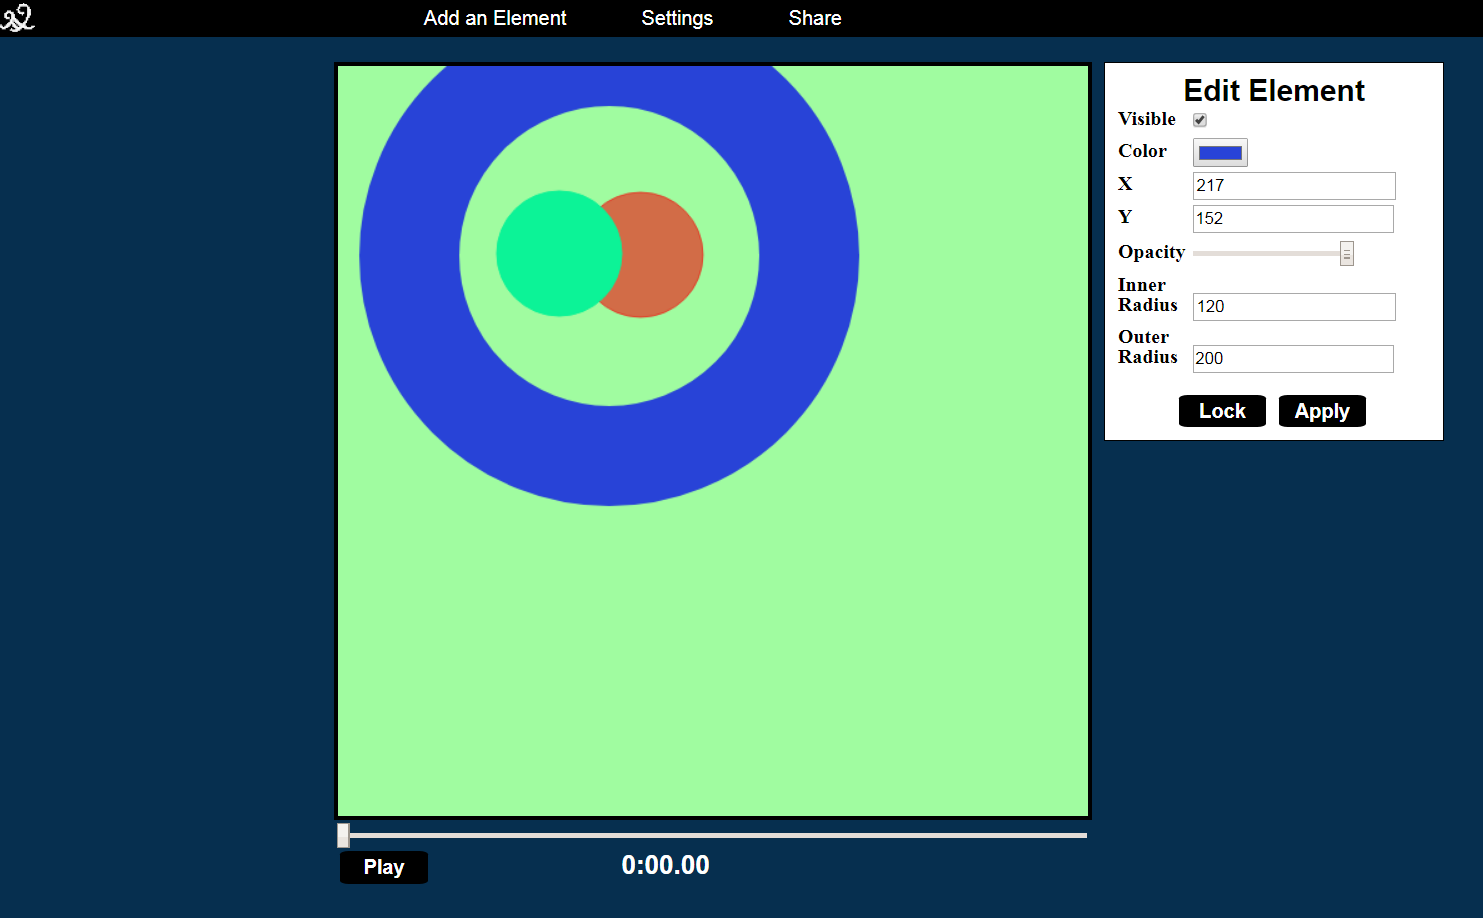 Add an Element Settings Share
Edit Element
Visible
Color
X 217
Y 152
Opacity
Inner
Radius 120
Outer
Radius 200
Lock Apply
Play 0:00.00